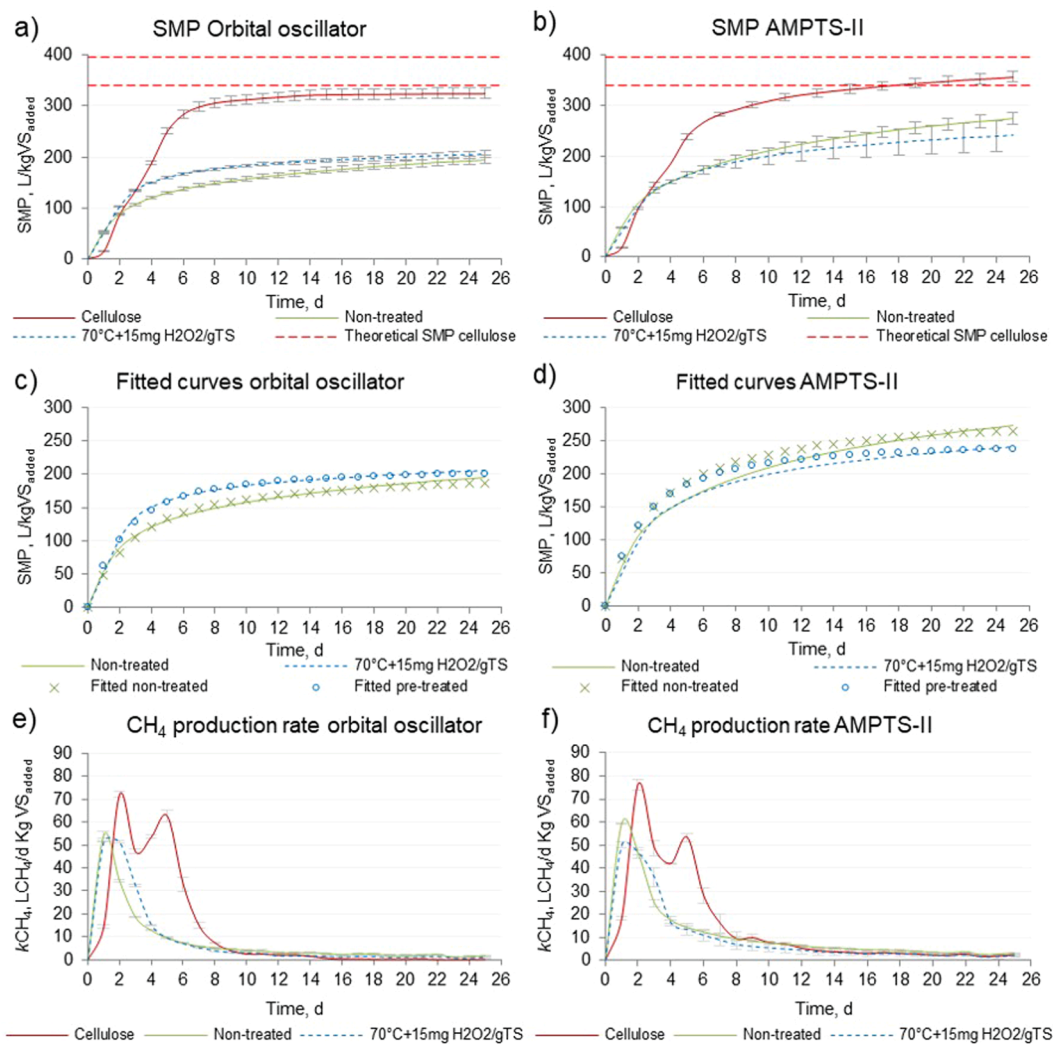 a) SMP Orbital oscillator
400
300
200
100
0
SMP, L/kgVSadded
0 2 4 6 8 10 12 14 16 18 20 22 24 26
Time, d
Cellulose
Non-treated
70°C+15mg H2O2/gTS
Theoretical SMP cellulose
b) SMP AMPTS-II
400
300
200
100
0
SMP, L/kgVSadded
0 2 4 6 8 10 12 14 16 18 20 22 24 26
Time, d
Cellulose
Non-treated
70°C+15mg H2O2/gTS
Theoretical SMP cellulose
c) Fitted curves orbital oscillator
300
250
200
150
100
50
0
SMP, L/kgVSadded
0 2 4 6 8 10 12 14 16 18 20 22 24 26
Time, d
Non-treated
70°C+15mg H2O2/gTS
Fitted non-treated
Fitted pre-treated
d) Fitted curves AMPTS-II
300
250
200
150
100
50
0
SMP, L/kgVSadded
0 2 4 6 8 10 12 14 16 18 20 22 24 26
Time, d
Non-treated
70°C+15mg H2O2/gTS
Fitted non-treated
Fitted pre-treated
e) CH4 production rate orbital oscillator
90
80
70
60
50
40
30
20
10
0
kCH4, LCH4/d Kg VSadded
0 2 4 6 8 10 12 14 16 18 20 22 24 26
Time, d
Cellulose
Non-treated
70°C+15mg H2O2/gTS
f) CH4 production rate AMPTS-II
90
80
70
60
50
40
30
20
10
0
kCH4, LCH4/d Kg VSadded
0 2 4 6 8 10 12 14 16 18 20 22 24 26
Time, d
Cellulose
Non-treated
70°C+15mg H2O2/gTS